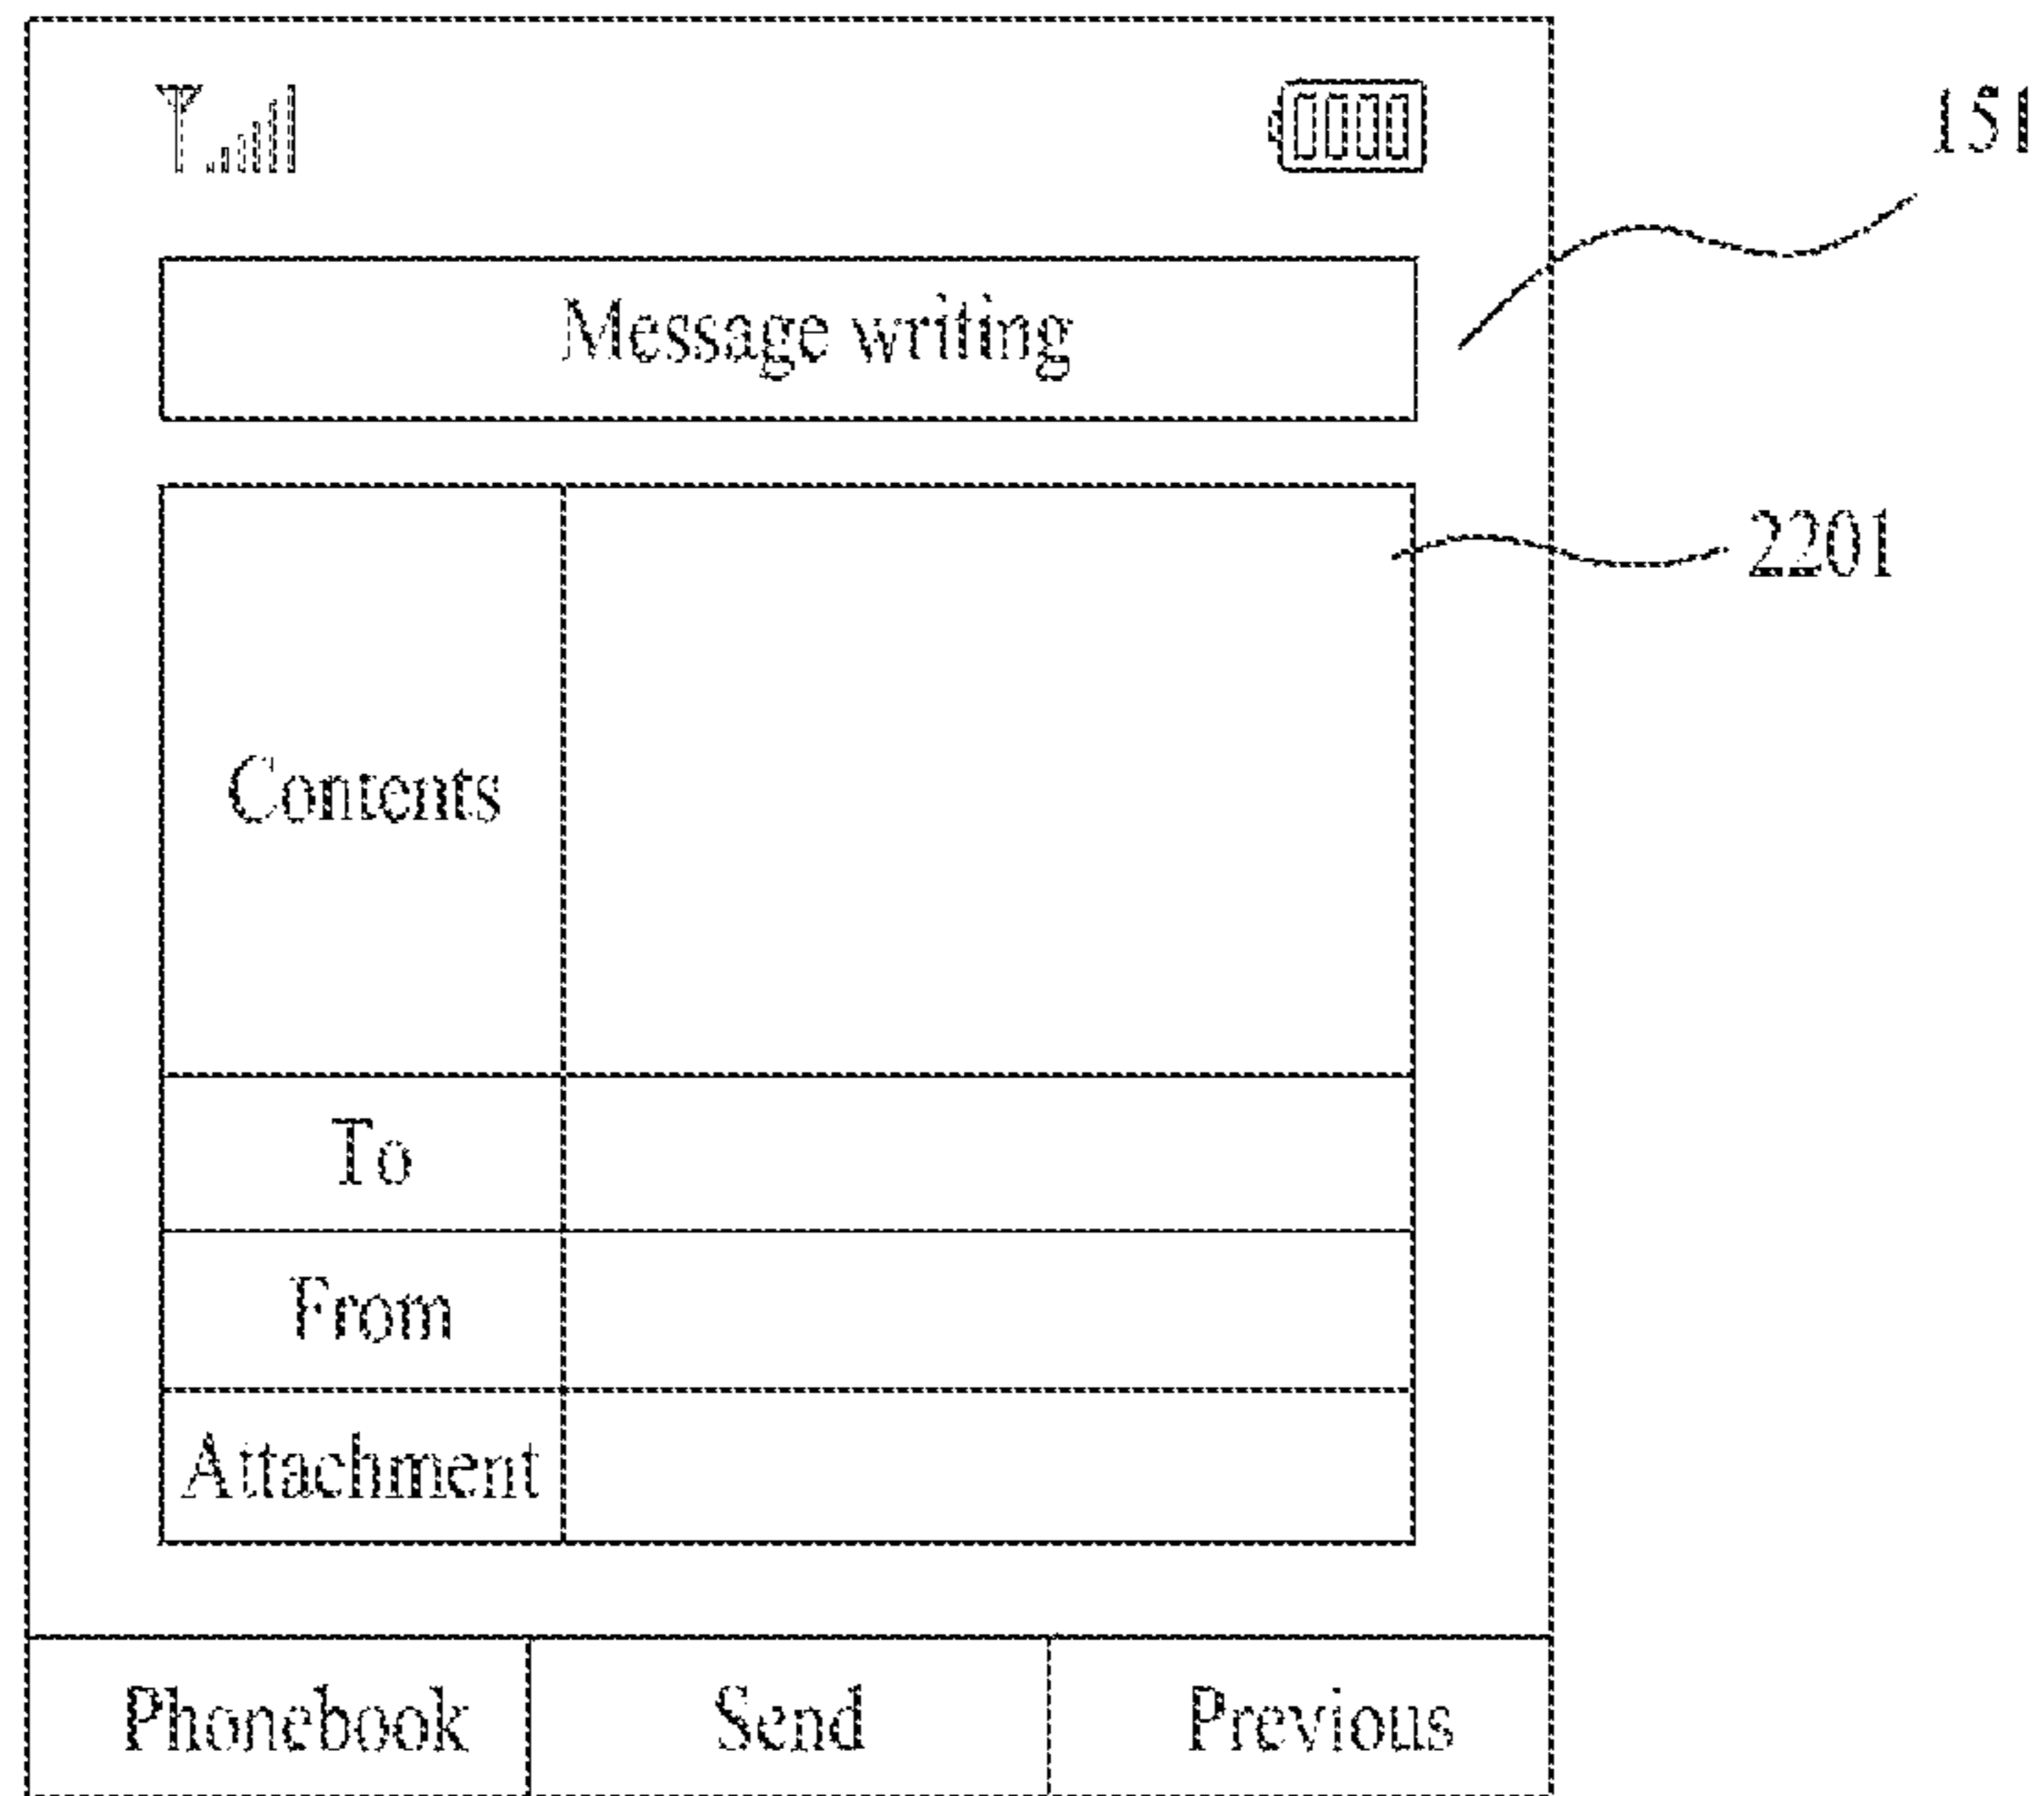 151
Message writing
2201
Contents
To
From
Attachment
Phonebook Send Previous